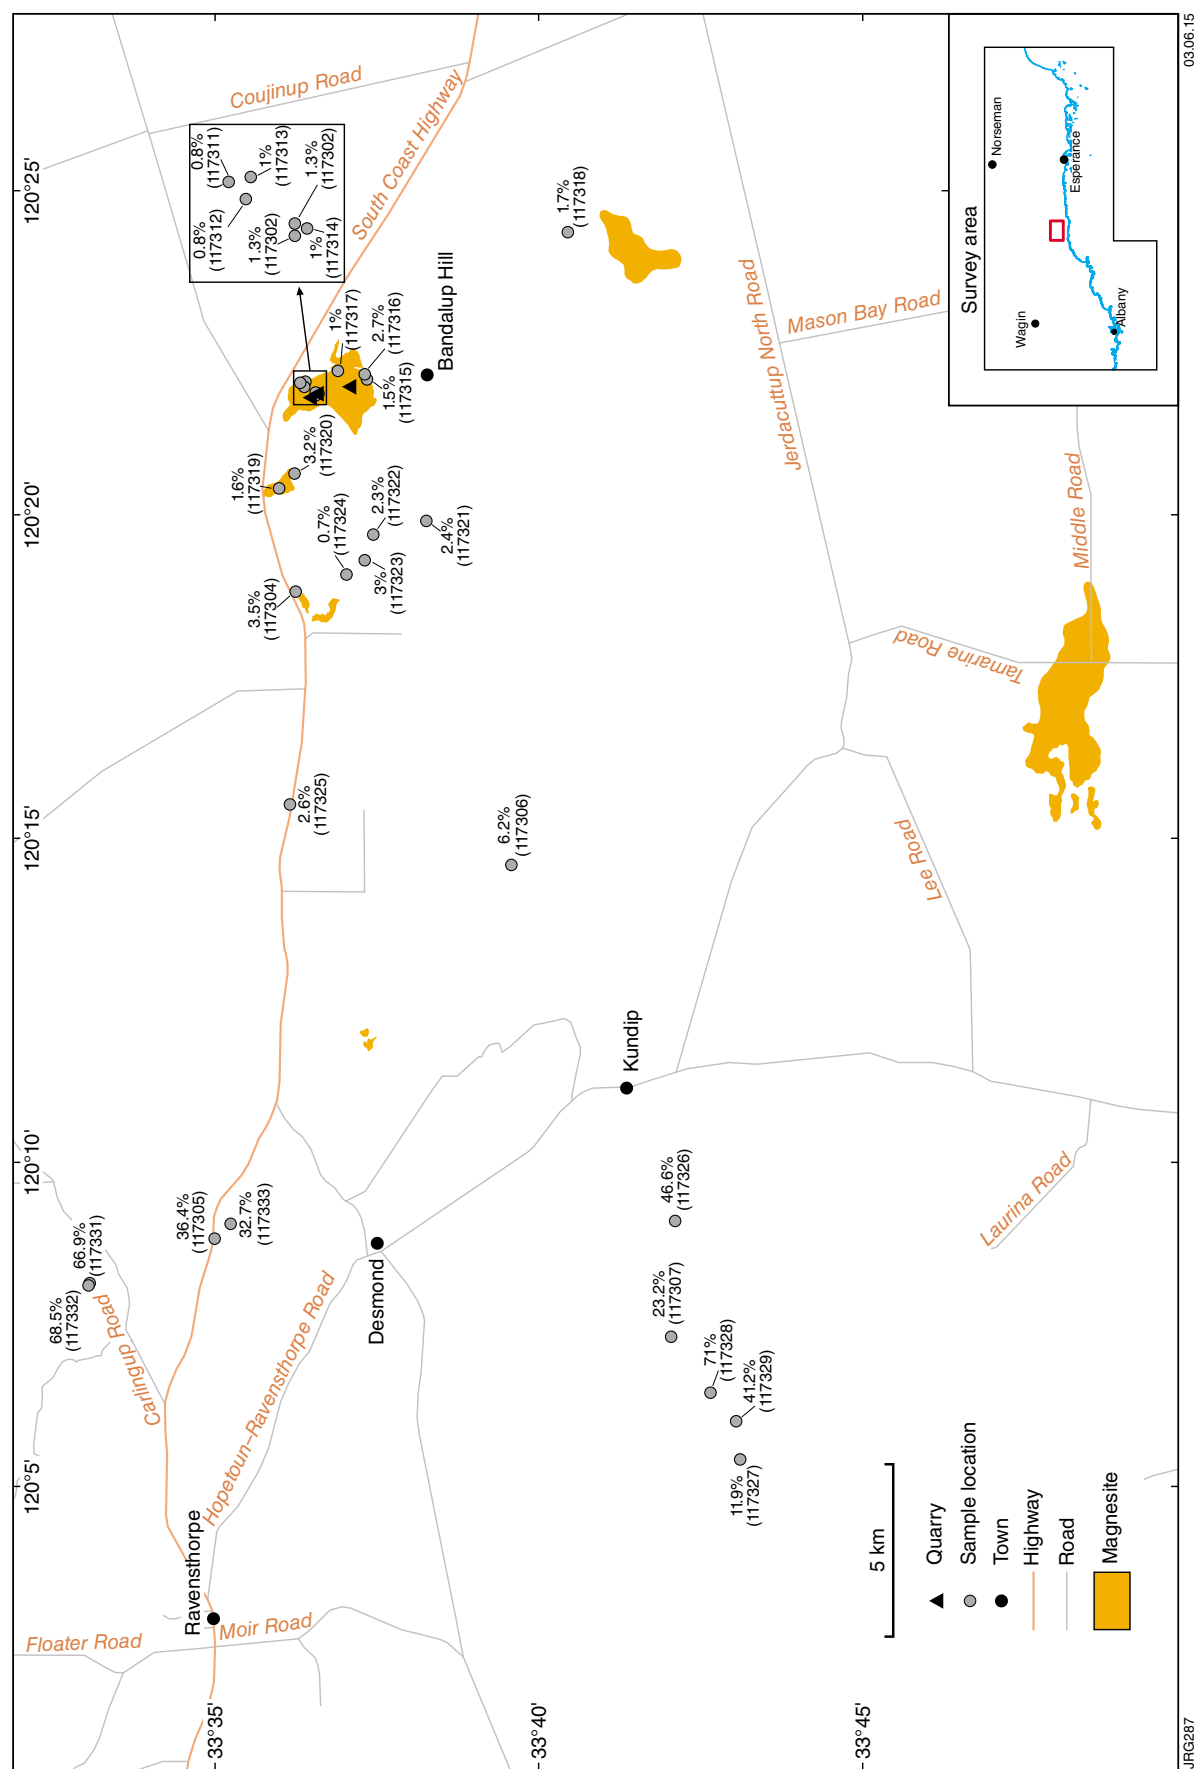 120°5'
120°10'
120°15'
120°20'
120°25'
33°35'
33°40'
33°45'
Floater Road
Ravensthorpe
Moir Road
Carlingup Road
Hopetoun–Ravensthorpe Road
Desmond
68.5%
(117332)
66.9%
(117331)
36.4%
(117305)
32.7%
(117333)
2.6%
(117325)
3.5%
(117304)
1.6%
(117319)
3.2%
(117320)
0.7%
(117324)
3%
(117323)
2.3%
(117322)
2.4%
(117321)
1%
(117317)
2.7%
(117316)
1.5%
(117315)
Bandalup Hill
South Coast Highway
Coujinup Road
0.8%
(117311)
1%
(117313)
0.8%
(117312)
1.3%
(117302)
1.3%
(117302)
1%
(117314)
1.7%
(117318)
6.2%
(117306)
Kundip
46.6%
(117326)
23.2%
(117307)
71%
(117328)
41.2%
(117329)
11.9%
(117327)
Jerdacuttup North Road
Mason Bay Road
Middle Road
Tamarine Road
Lee Road
Laurina Road
5 km
Quarry
Sample location
Town
Highway
Road
Magnesite
Survey area
Norseman
Wagin
Esperance
Albany
JRG287
03.06.15